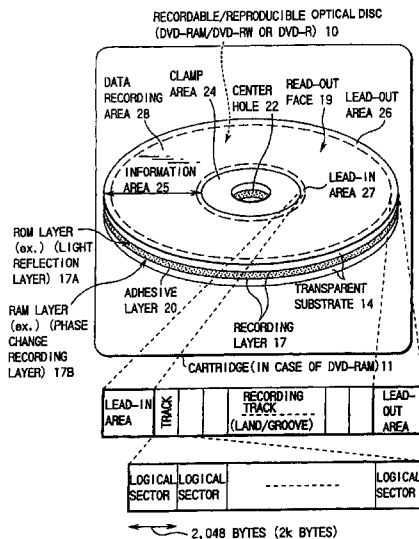 RECORDABLE/REPRODUCIBLE OPTICAL DISC
(DVD-RAM/DVD-RW OR DVD-R) 10
DATA
RECORDING
AREA 28
CLAMP
AREA 24
CENTER
HOLE 22
READ-OUT
FACE 19
LEAD-OUT
AREA 26
INFORMATION
AREA 25
LEAD-IN
AREA 27
ROM LAYER
(ex.) (LIGHT
REFLECTION
LAYER) 17A
RAM LAYER
(ex.) (PHASE
CHANGE
RECORDING
LAYER) 17B
ADHESIVE
LAYER 20
RECORDING
LAYER 17
TRANSPARENT
SUBSTRATE 14
CARTRIDGE(IN CASE OF DVD-RAM)11
LEAD-IN
AREA
TRACK
RECORDING
TRACK
(LAND/GROOVE)
LEAD-
OUT
AREA
LOGICAL
SECTOR
LOGICAL
SECTOR
LOGICAL
SECTOR
2,048 BYTES (2k BYTES)